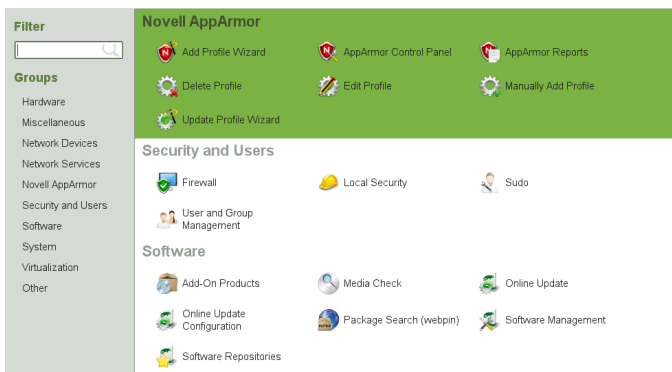 Filter
Groups
Hardware
Miscellaneous
Network Devices
Network Services
Novell AppArmor
Security and Users
Software
System
Virtualization
Other
Novell AppArmor
Add Profile Wizard
AppArmor Control Panel
AppArmor Reports
Delete Profile
Edit Profile
Manually Add Profile
Update Profile Wizard
Security and Users
Firewall
Local Security
Sudo
User and Group
Management
Software
Add-On Products
Media Check
Online Update
Online Update
Configuration
Package Search (webpin)
Software Management
Software Repositories